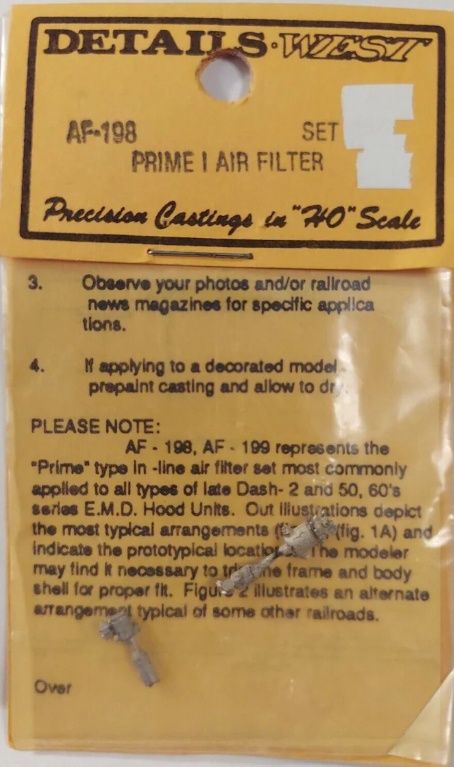 DETAILS·WEST
AF-198 SET
PRIME I AIR FILTER
Precision Castings in "HO" Scale
3. Observe your photos and/or railroad
news magazines for specific applica
tions.
4. If applying to a decorated model,
prepaint casting and allow to dry.
PLEASE NOTE:
AF - 198, AF - 199 represents the
"Prime" type in -line air filter set most commonly
applied to all types of late Dash- 2 and 50, 60's
series E.M.D. Hood Units. Out illustrations depict
the most typical arrangements (fig. 1A) and
indicate the prototypical location The modeler
may find it necessary to the frame and body
shell for proper fit. Figure 2 illustrates an alternate
arrangement typical of some other railroads.
Over